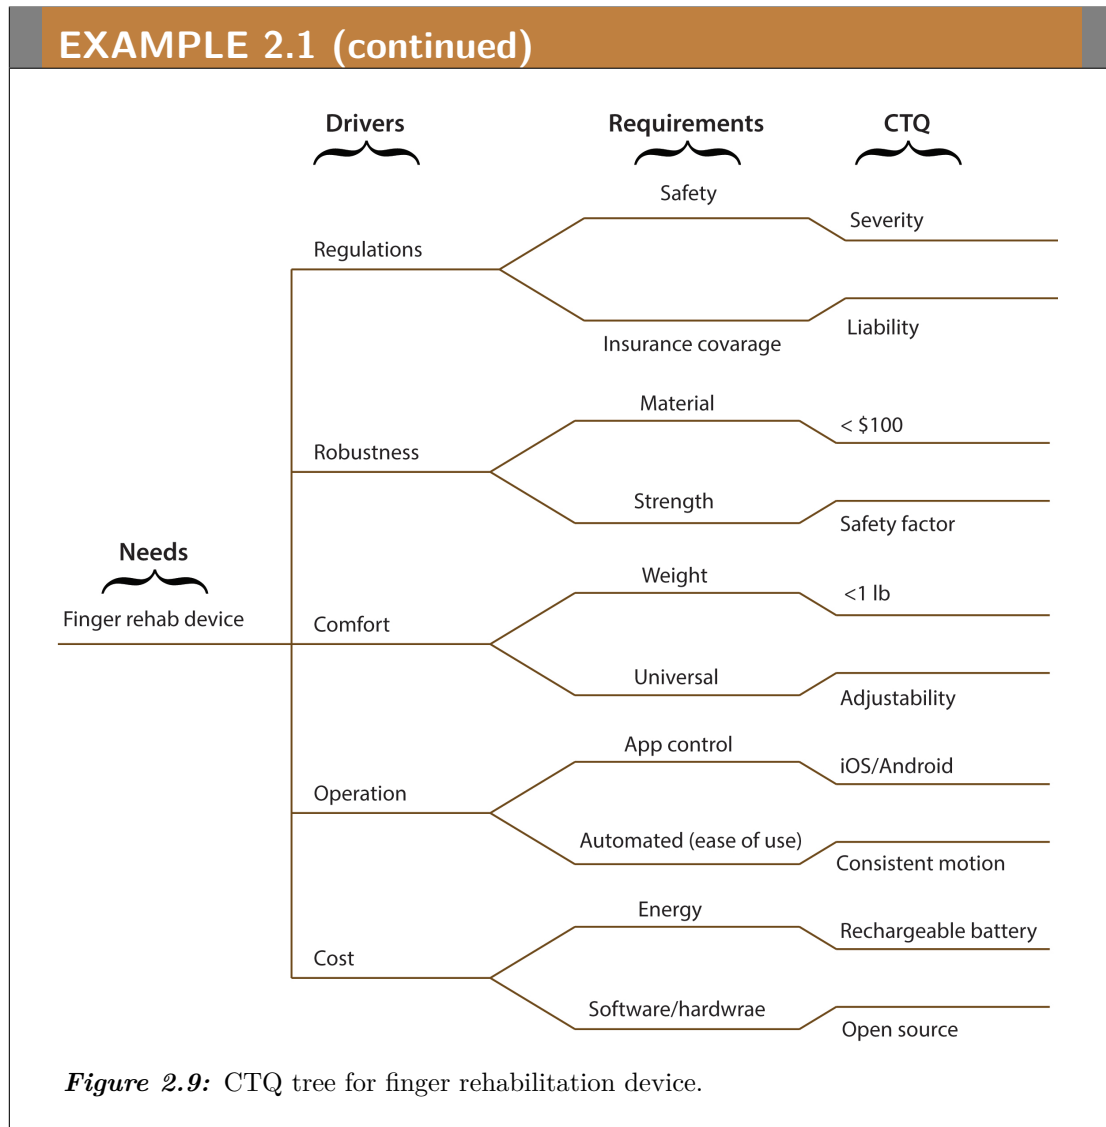 EXAMPLE 2.1 (continued)
Drivers
Requirements
CTQ
Safety
Severity
Regulations
Liability
Insurance covarage
Material
< $100
Robustness
Strength
Safety factor
Needs
Weight
<1 lb
Finger rehab device
Comfort
Universal
Adjustability
App control
iOS/Android
Operation
Automated (ease of use)
Consistent motion
Energy
Rechargeable battery
Cost
Software/hardwrae
Open source
Figure 2.9: CTQ tree for finger rehabilitation device.